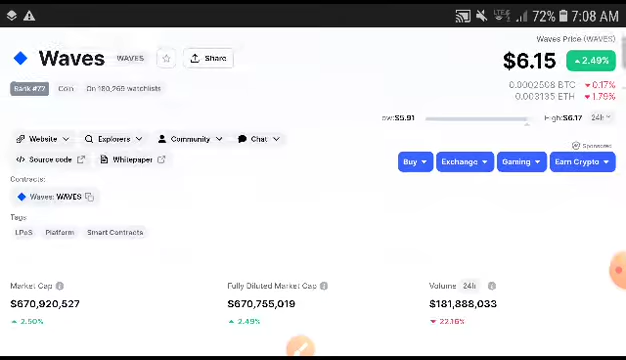 72% 7:08 AM
Waves WAVES Share
Rank #77 Coin On 180,265 watchlists
Waves Price (WAVES)
$6.15 2.49%
0.0002508 BTC 0.17%
0.003135 ETH 1.79%
Low:$5.91 High:$6.17 24h
Website Explorers Community Chat
Source code Whitepaper
Sponsored
Buy Exchange Gaming Earn Crypto
Contracts:
Waves: WAVES
Tags
LPoS Platform Smart Contracts
Market Cap Fully Diluted Market Cap Volume 24h
$670,920,527 $670,755,019 $181,888,033
2.50% 2.49% 22.16%